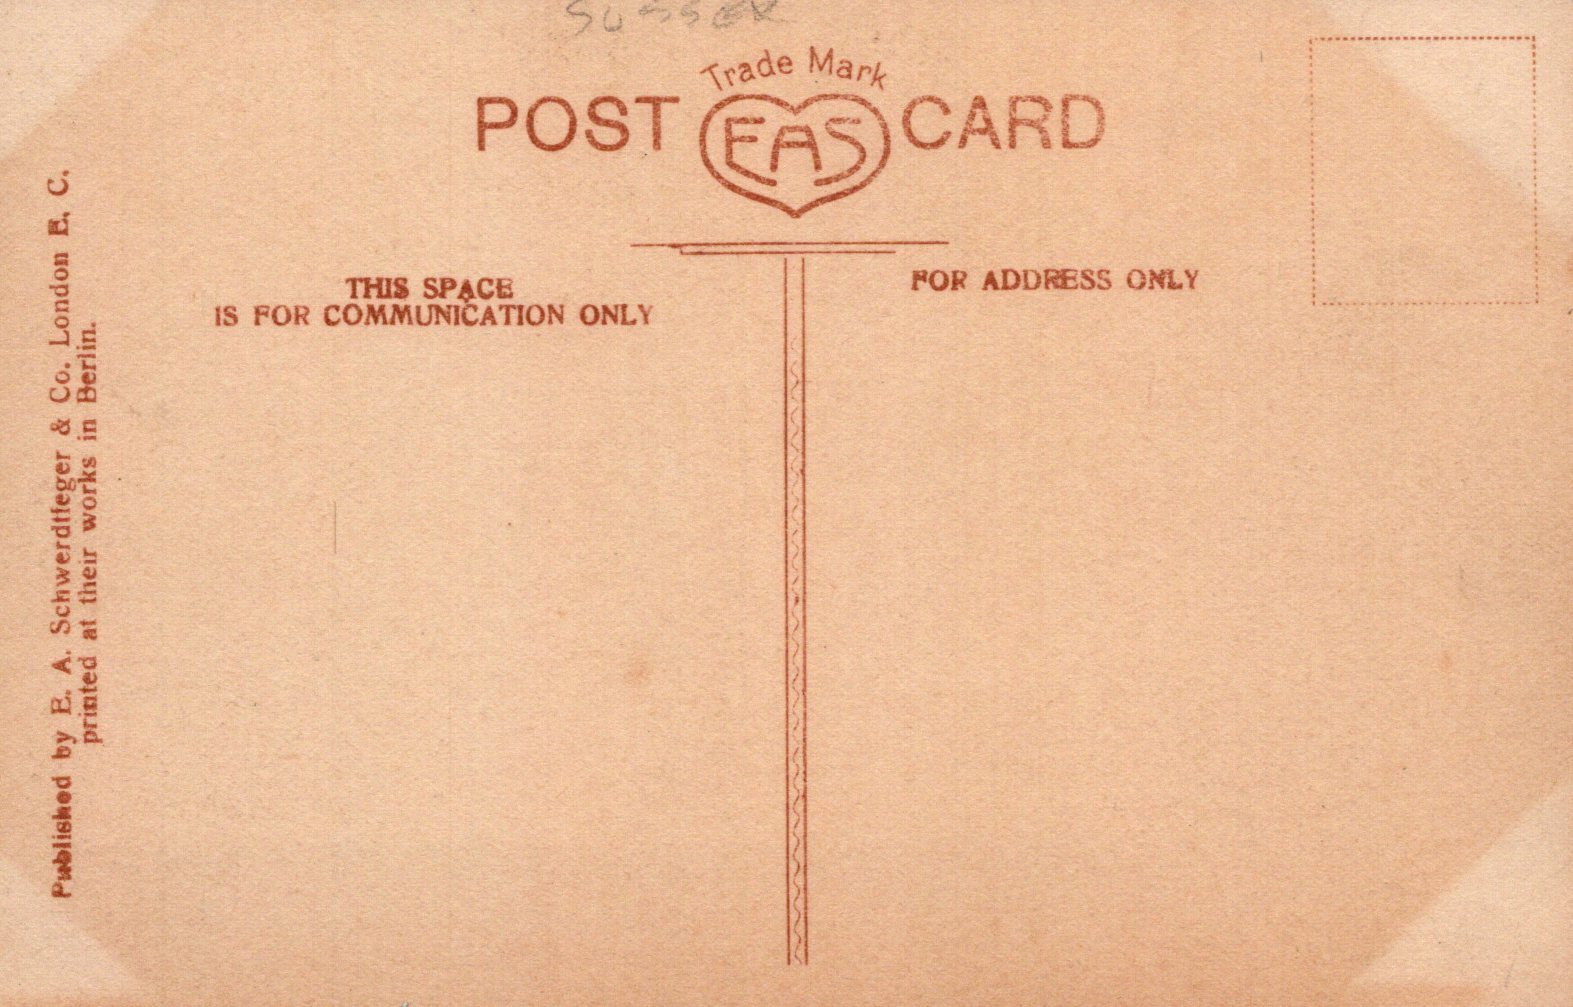 SUSSEX
Trade Mark
POST EAS CARD
THIS SPACE
IS FOR COMMUNICATION ONLY
FOR ADDRESS ONLY
Published by E. A. Schwerdtfeger & Co. London E. C.
printed at their works in Berlin.